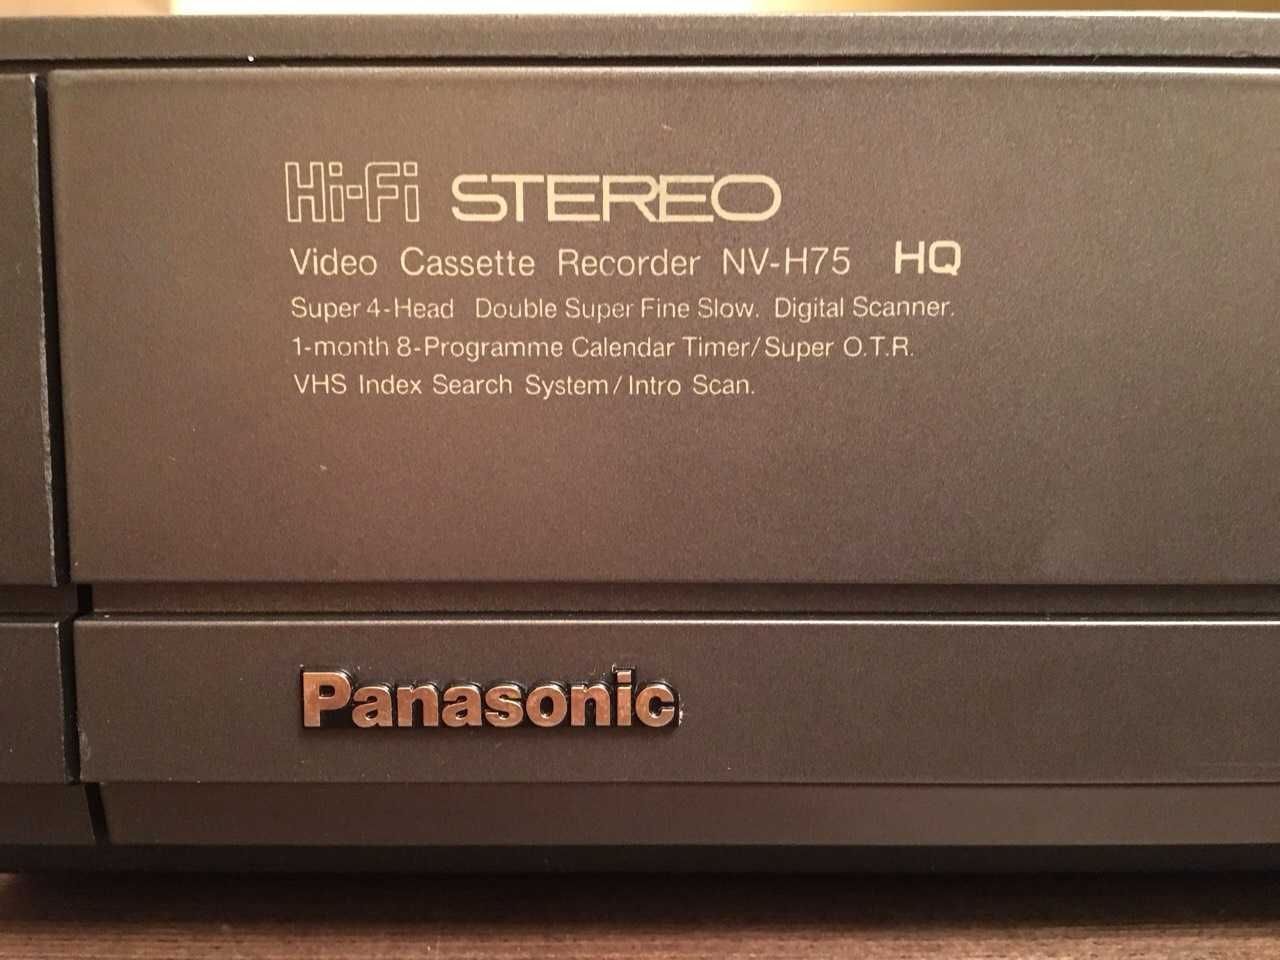 Hi-Fi STEREO
Video Cassette Recorder NV-H75 HQ
Super 4-Head Double Super Fine Slow. Digital Scanner.
1-month 8-Programme Calendar Timer/Super O.T.R.
VHS Index Search System/Intro Scan.
Panasonic